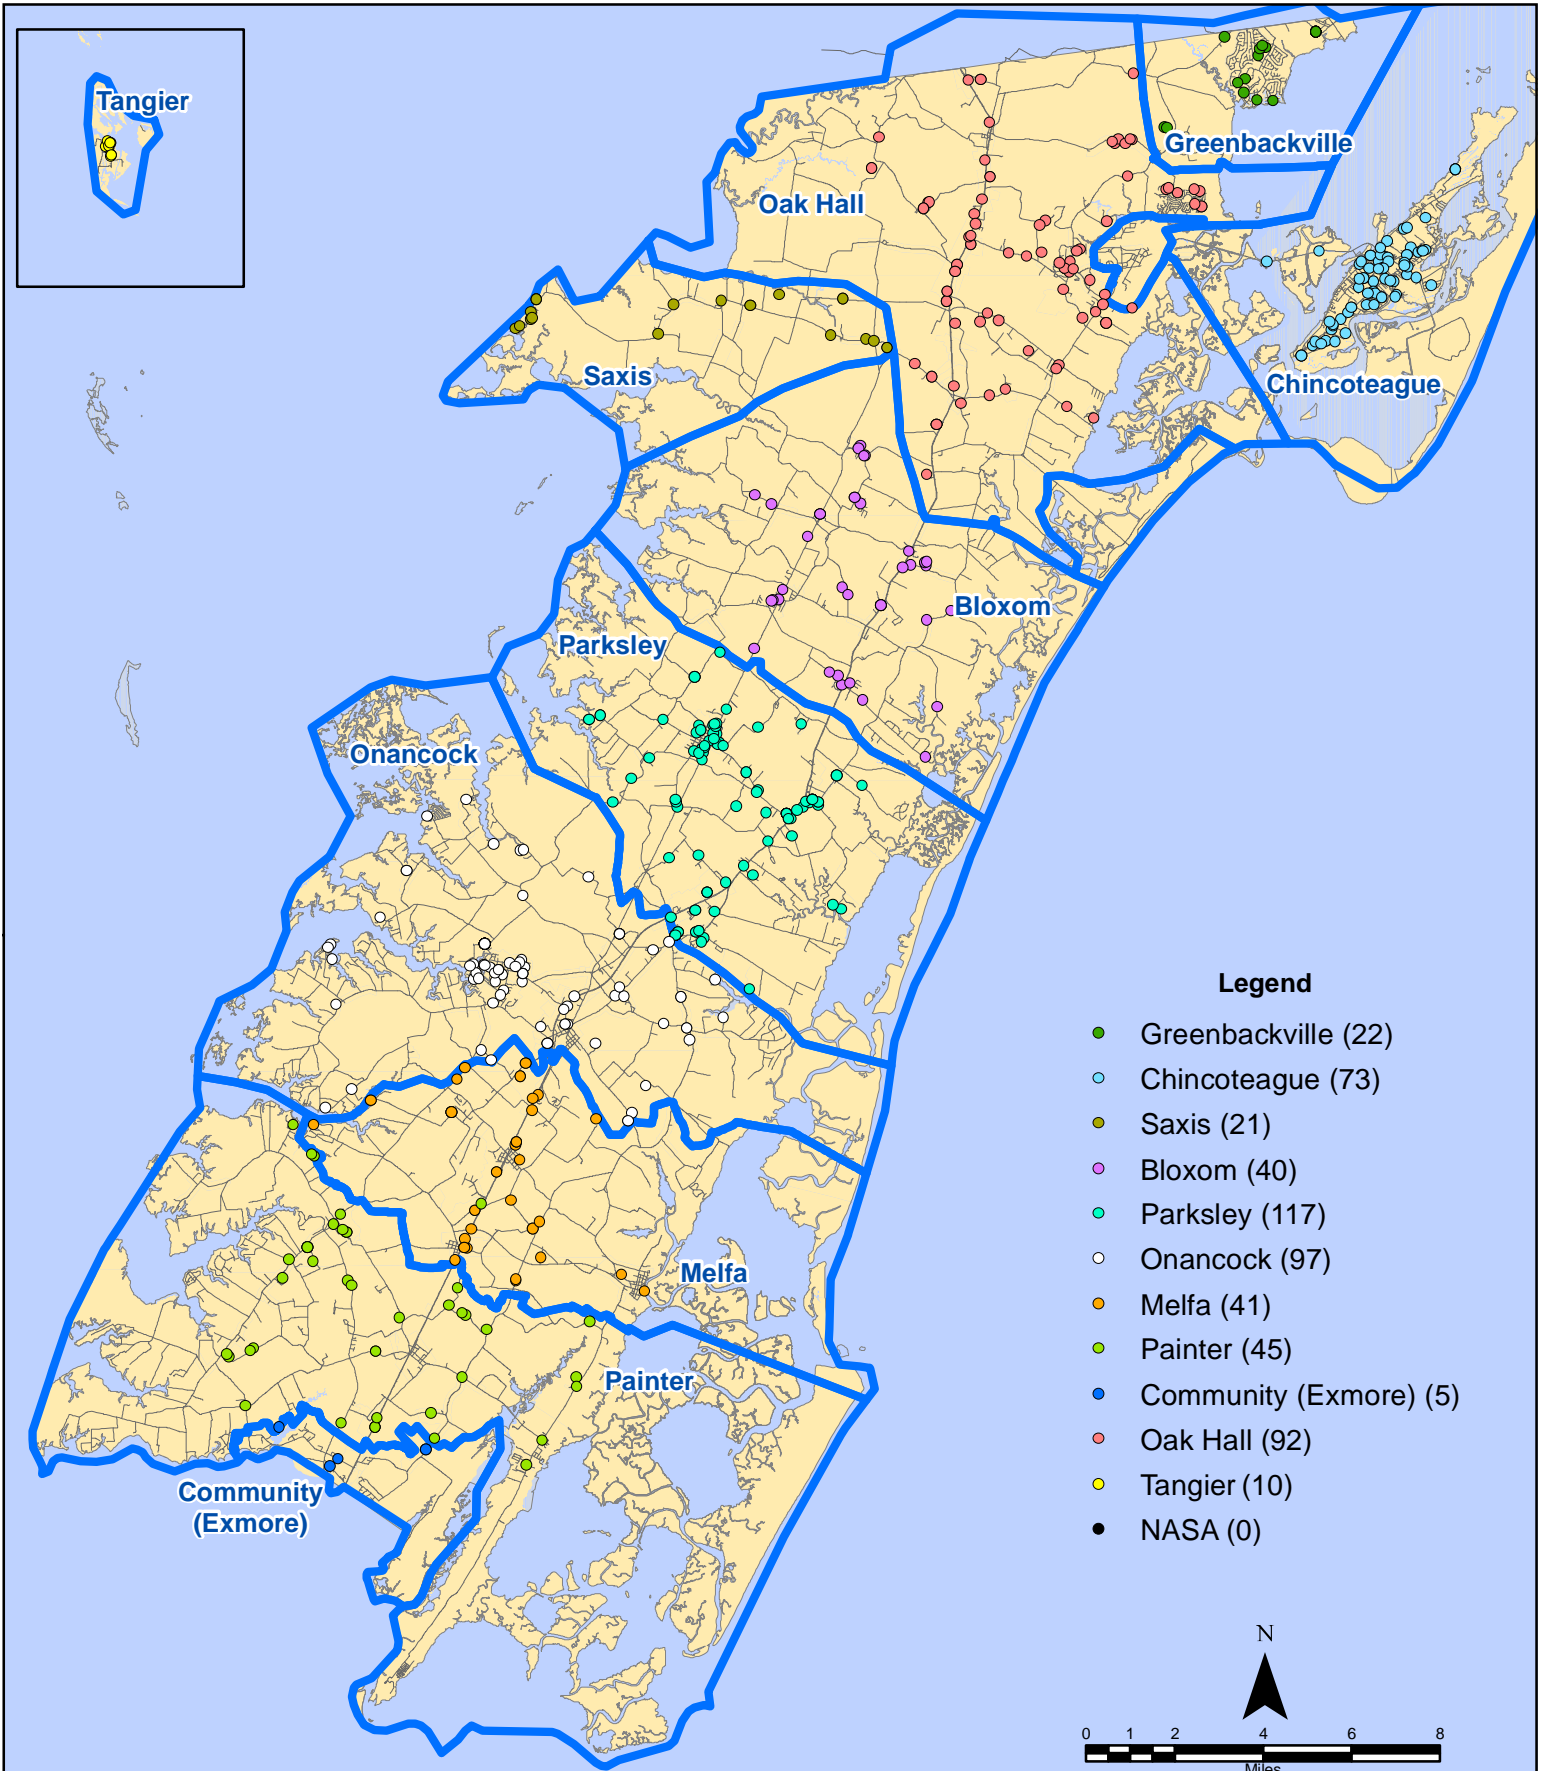 Tangier
Greenbackville
Oak Hall
Saxis
Chincoteague
Bloxom
Parksley
Onancock
Melfa
Painter
Community
(Exmore)
Legend
Greenbackville (22)
Chincoteague (73)
Saxis (21)
Bloxom (40)
Parksley (117)
Onancock (97)
Melfa (41)
Painter (45)
Community (Exmore) (5)
Oak Hall (92)
Tangier (10)
NASA (0)
N
0 1 2 4 6 8
Miles